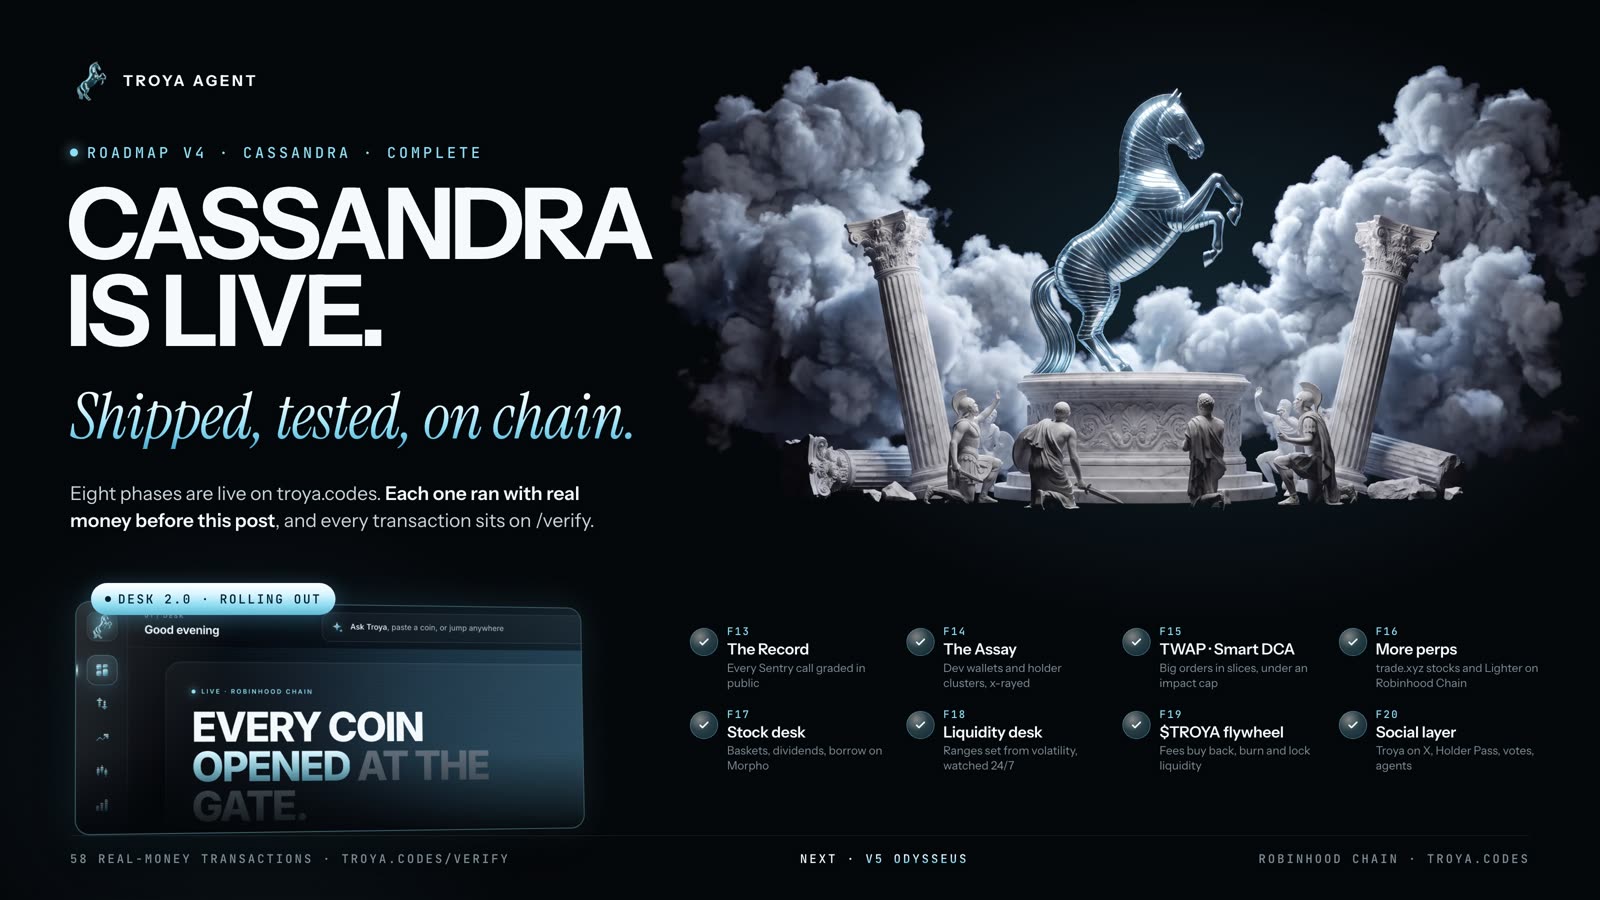 TROYA AGENT
ROADMAP V4 · CASSANDRA · COMPLETE
CASSANDRA
IS LIVE.
Shipped, tested, on chain.
Eight phases are live on troya.codes. Each one ran with real
money before this post, and every transaction sits on /verify.
DESK 2.0 · ROLLING OUT
Good evening
Ask Troya, paste a coin, or jump anywhere
LIVE · ROBINHOOD CHAIN
EVERY COIN
OPENED AT THE
GATE.
F13
The Record
Every Sentry call graded in
public
F14
The Assay
Dev wallets and holder
clusters, x-rayed
F15
TWAP · Smart DCA
Big orders in slices, under an
impact cap
F16
More perps
trade.xyz stocks and Lighter on
Robinhood Chain
F17
Stock desk
Baskets, dividends, borrow on
Morpho
F18
Liquidity desk
Ranges set from volatility,
watched 24/7
F19
$TROYA flywheel
Fees buy back, burn and lock
liquidity
F20
Social layer
Troya on X, Holder Pass, votes,
agents
58 REAL-MONEY TRANSACTIONS · TROYA.CODES/VERIFY
NEXT · V5 ODYSSEUS
ROBINHOOD CHAIN · TROYA.CODES